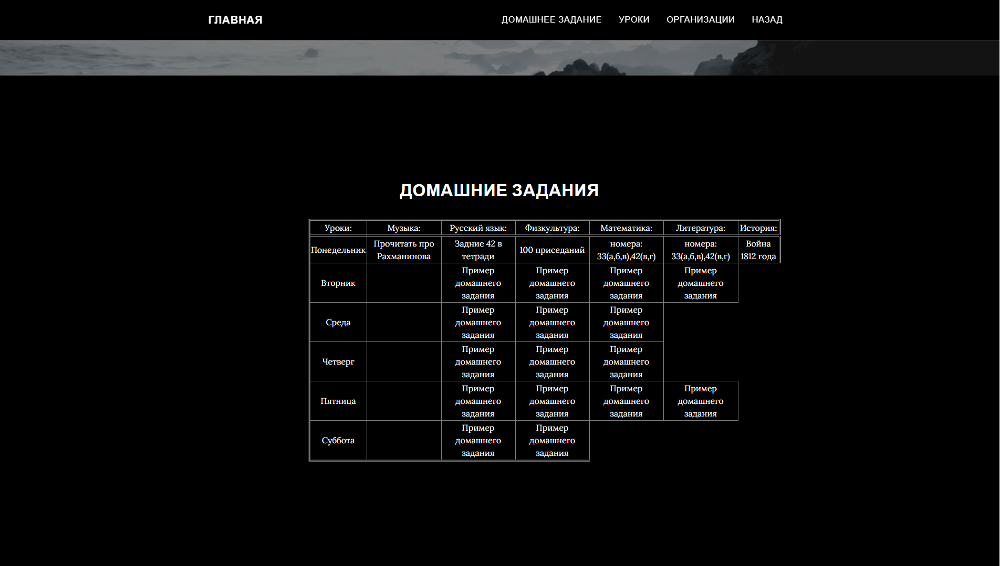 ГЛАВНАЯ
ДОМАШНЕЕ ЗАДАНИЕ УРОКИ ОРГАНИЗАЦИИ НАЗАД
ДОМАШНИЕ ЗАДАНИЯ
Уроки: Музыка: Русский язык: Физкультура: Математика: Литература: История:
Понедельник
Прочитать про
Рахманинова
Задние 42 в
тетради
100 приседаний
номера:
33(а,б,в),42(в,г)
номера:
33(а,б,в),42(в,г)
Война
1812 года
Вторник
Пример
домашнего
задания
Пример
домашнего
задания
Пример
домашнего
задания
Пример
домашнего
задания
Среда
Пример
домашнего
задания
Пример
домашнего
задания
Пример
домашнего
задания
Четверг
Пример
домашнего
задания
Пример
домашнего
задания
Пример
домашнего
задания
Пятница
Пример
домашнего
задания
Пример
домашнего
задания
Пример
домашнего
задания
Пример
домашнего
задания
Суббота
Пример
домашнего
задания
Пример
домашнего
задания